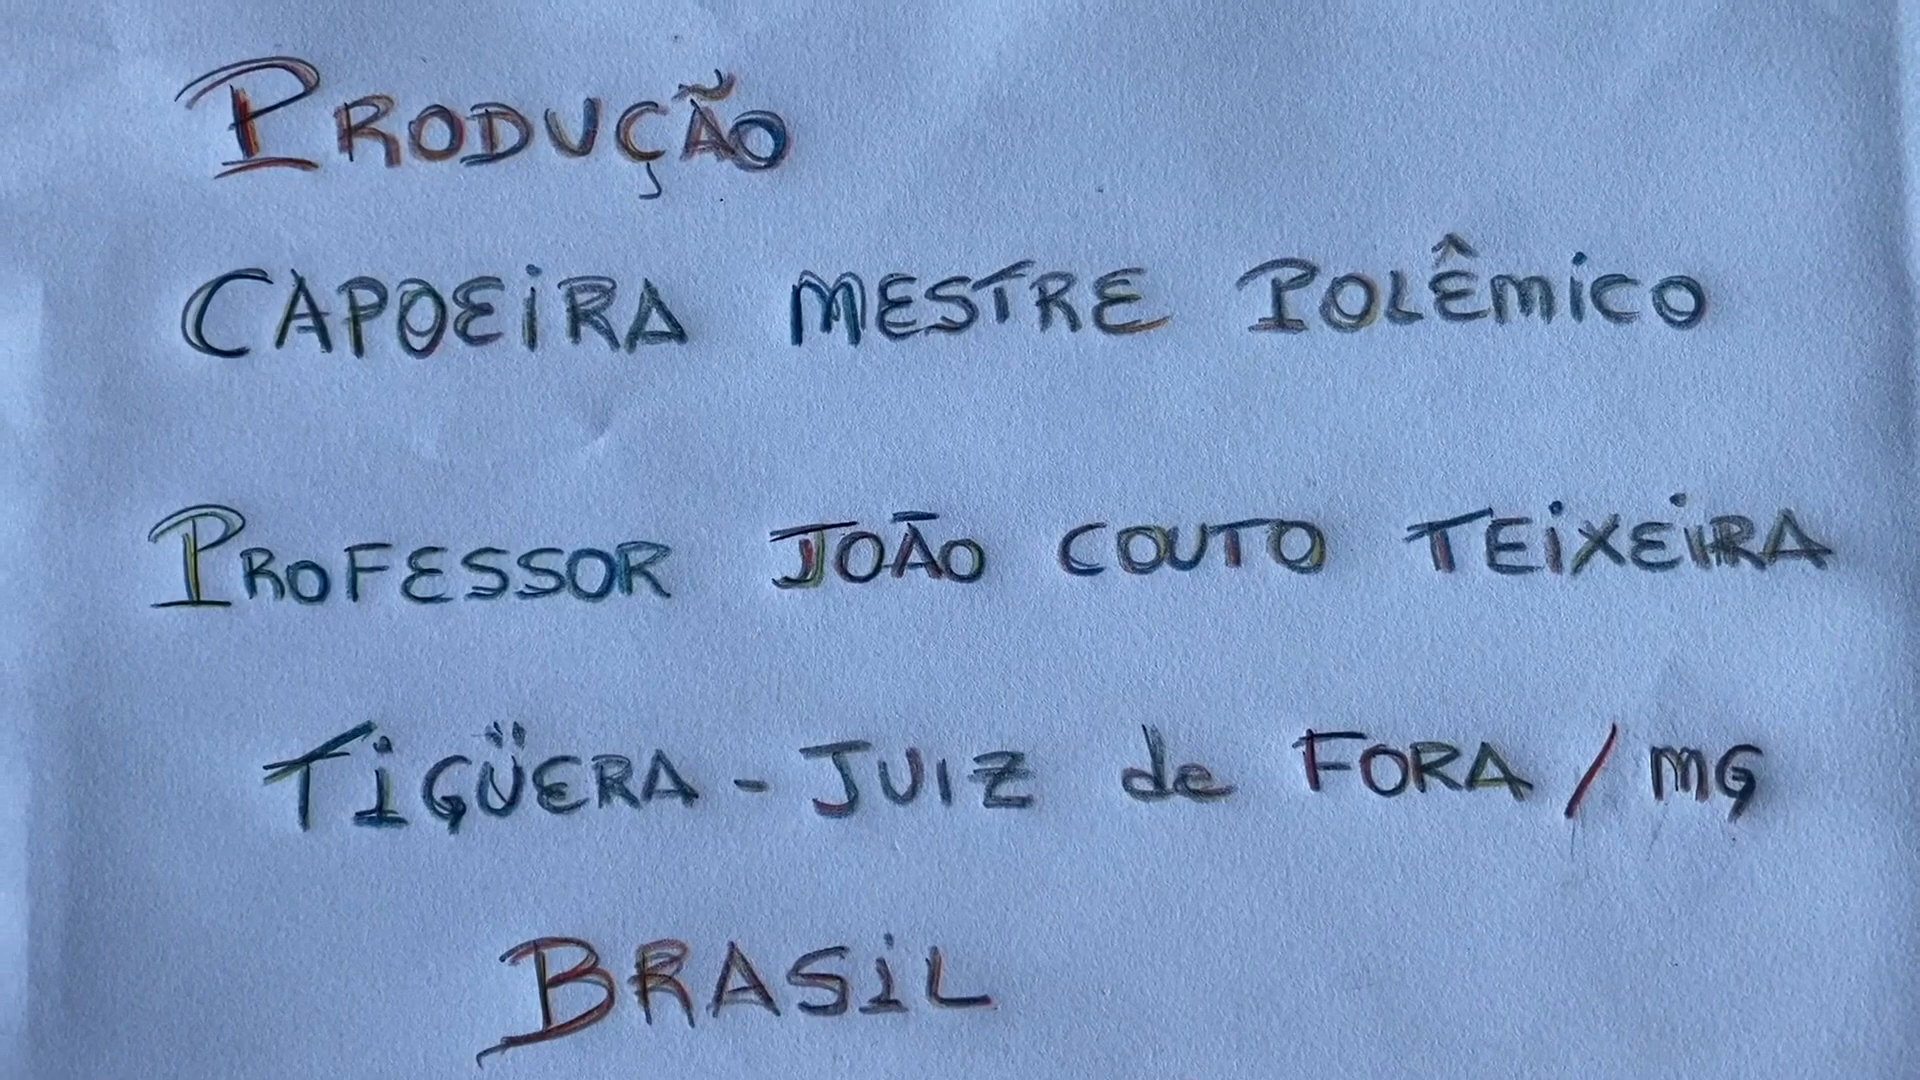 PRODUÇÃO
CAPOEiRA MESTRE POLÊMiCO
PROFESSOR JOÃO COUTO TEiXEiRA
TiGÜERA - JUIZ de FORA / MG
BRASiL